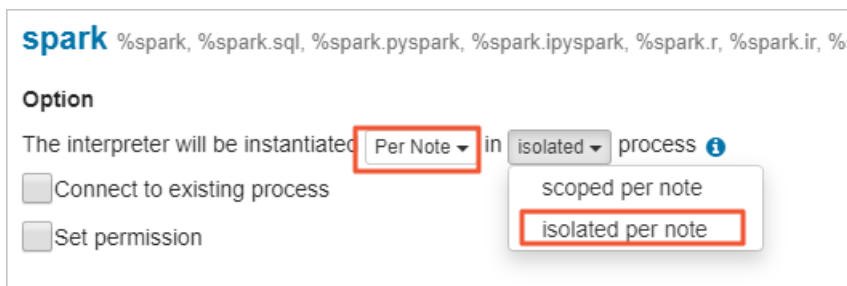 spark %spark, %spark.sql, %spark.pyspark, %spark.ipyspark, %spark.r, %spark.ir, %
Option
The interpreter will be instantiated Per Note in isolated process
Connect to existing process
scoped per note
Set permission
isolated per note